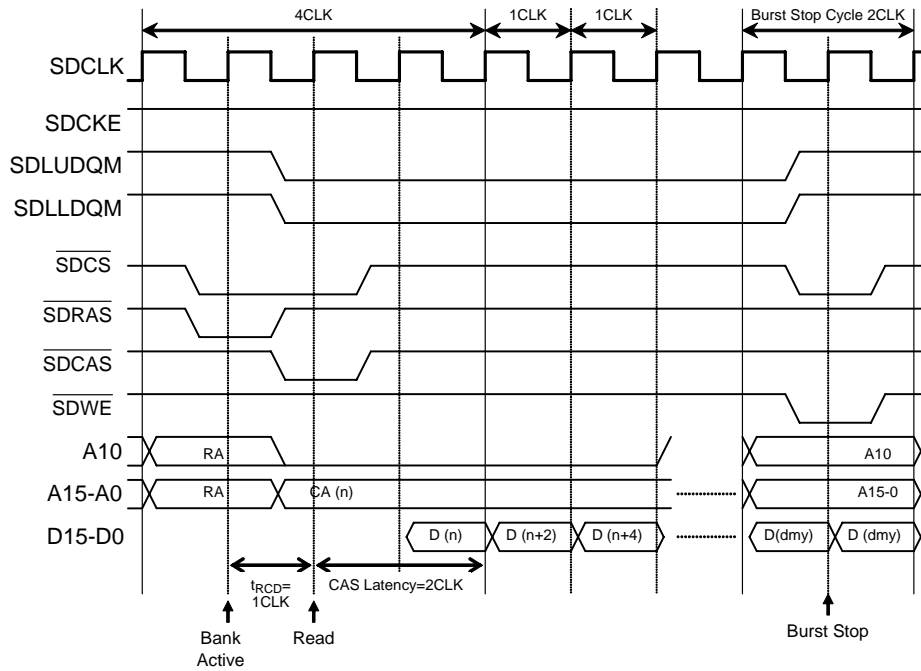 4CLK 1CLK 1CLK Burst Stop Cycle 2CLK
SDCLK
SDCKE
SDLUDQM
SDLLDQM
SDCS
SDRAS
SDCAS
SDWE
A10 RA A10
A15-A0 RA CA (n) A15-0
D15-D0 D (n) D (n+2) D (n+4) D(dmy) D (dmy)
tRCD= CAS Latency=2CLK
1CLK
Bank Read Burst Stop
Active